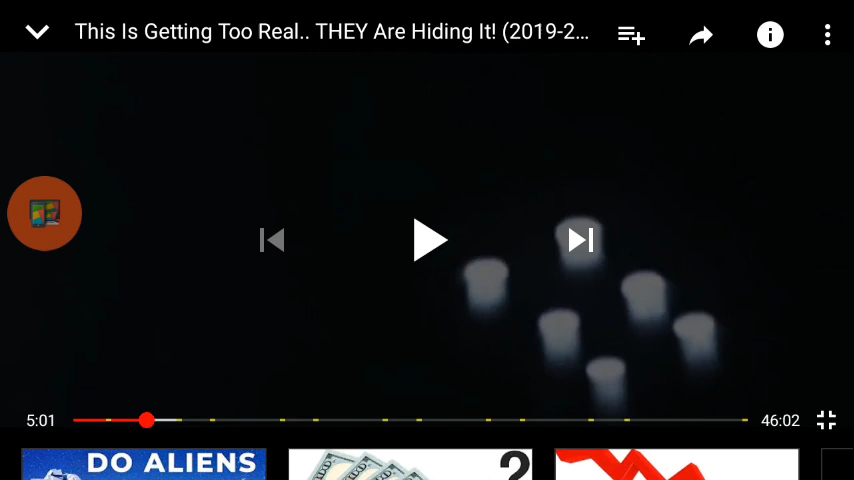 This Is Getting Too Real.. THEY Are Hiding It! (2019-2...
5:01
46:02
DO ALIENS
?